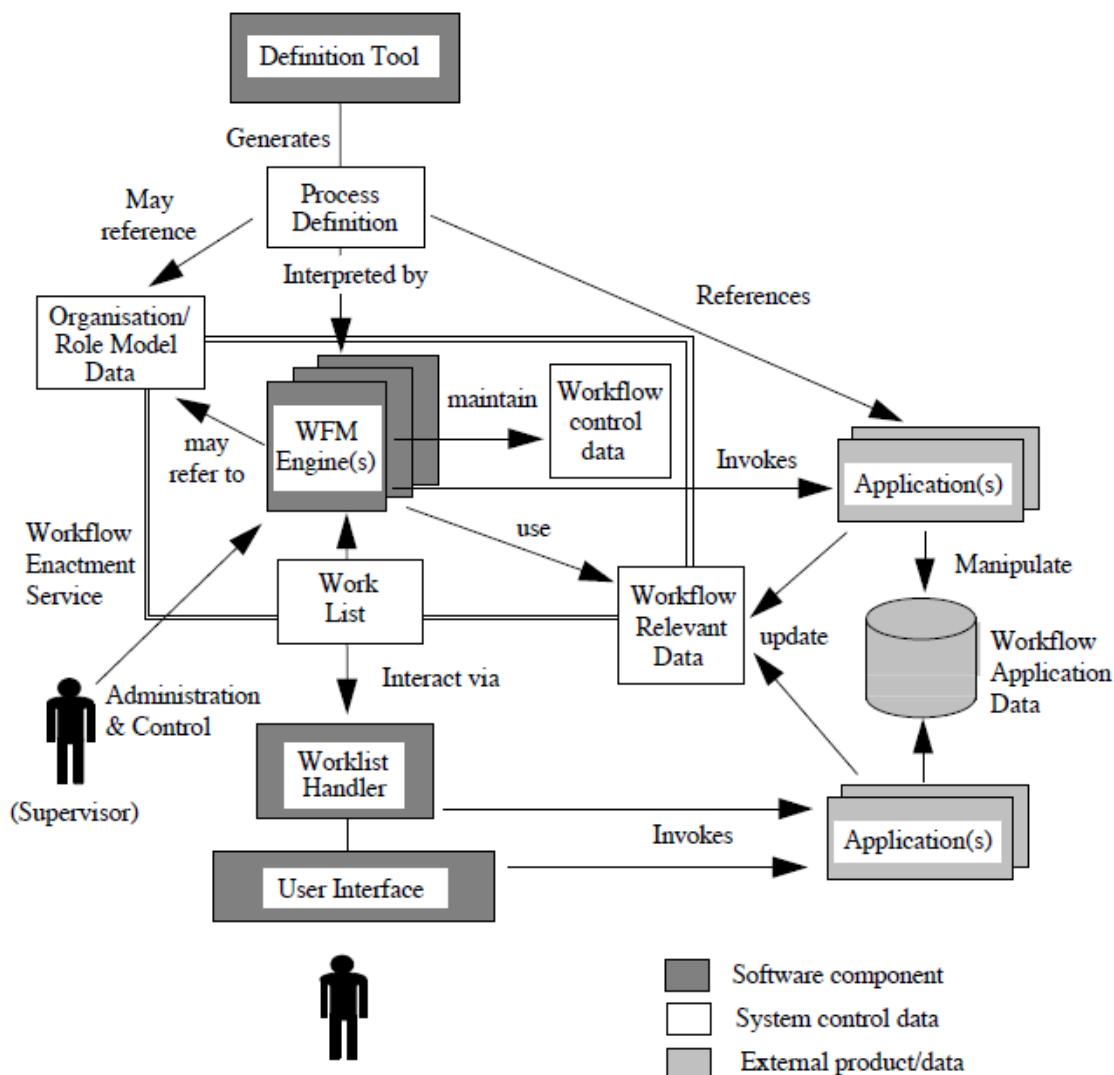 Definition Tool
Generates
Process
Definition
May
reference
Interpreted by
References
Organisation/
Role Model
Data
WFM
Engine(s)
maintain
Workflow
control
data
may
refer to
Invokes
Application(s)
use
Workflow
Enactment
Service
Work
List
Workflow
Relevant
Data
Manipulate
update
Workflow
Application
Data
Interact via
Administration
& Control
(Supervisor)
Worklist
Handler
Invokes
Application(s)
User Interface
Software component
System control data
External product/data